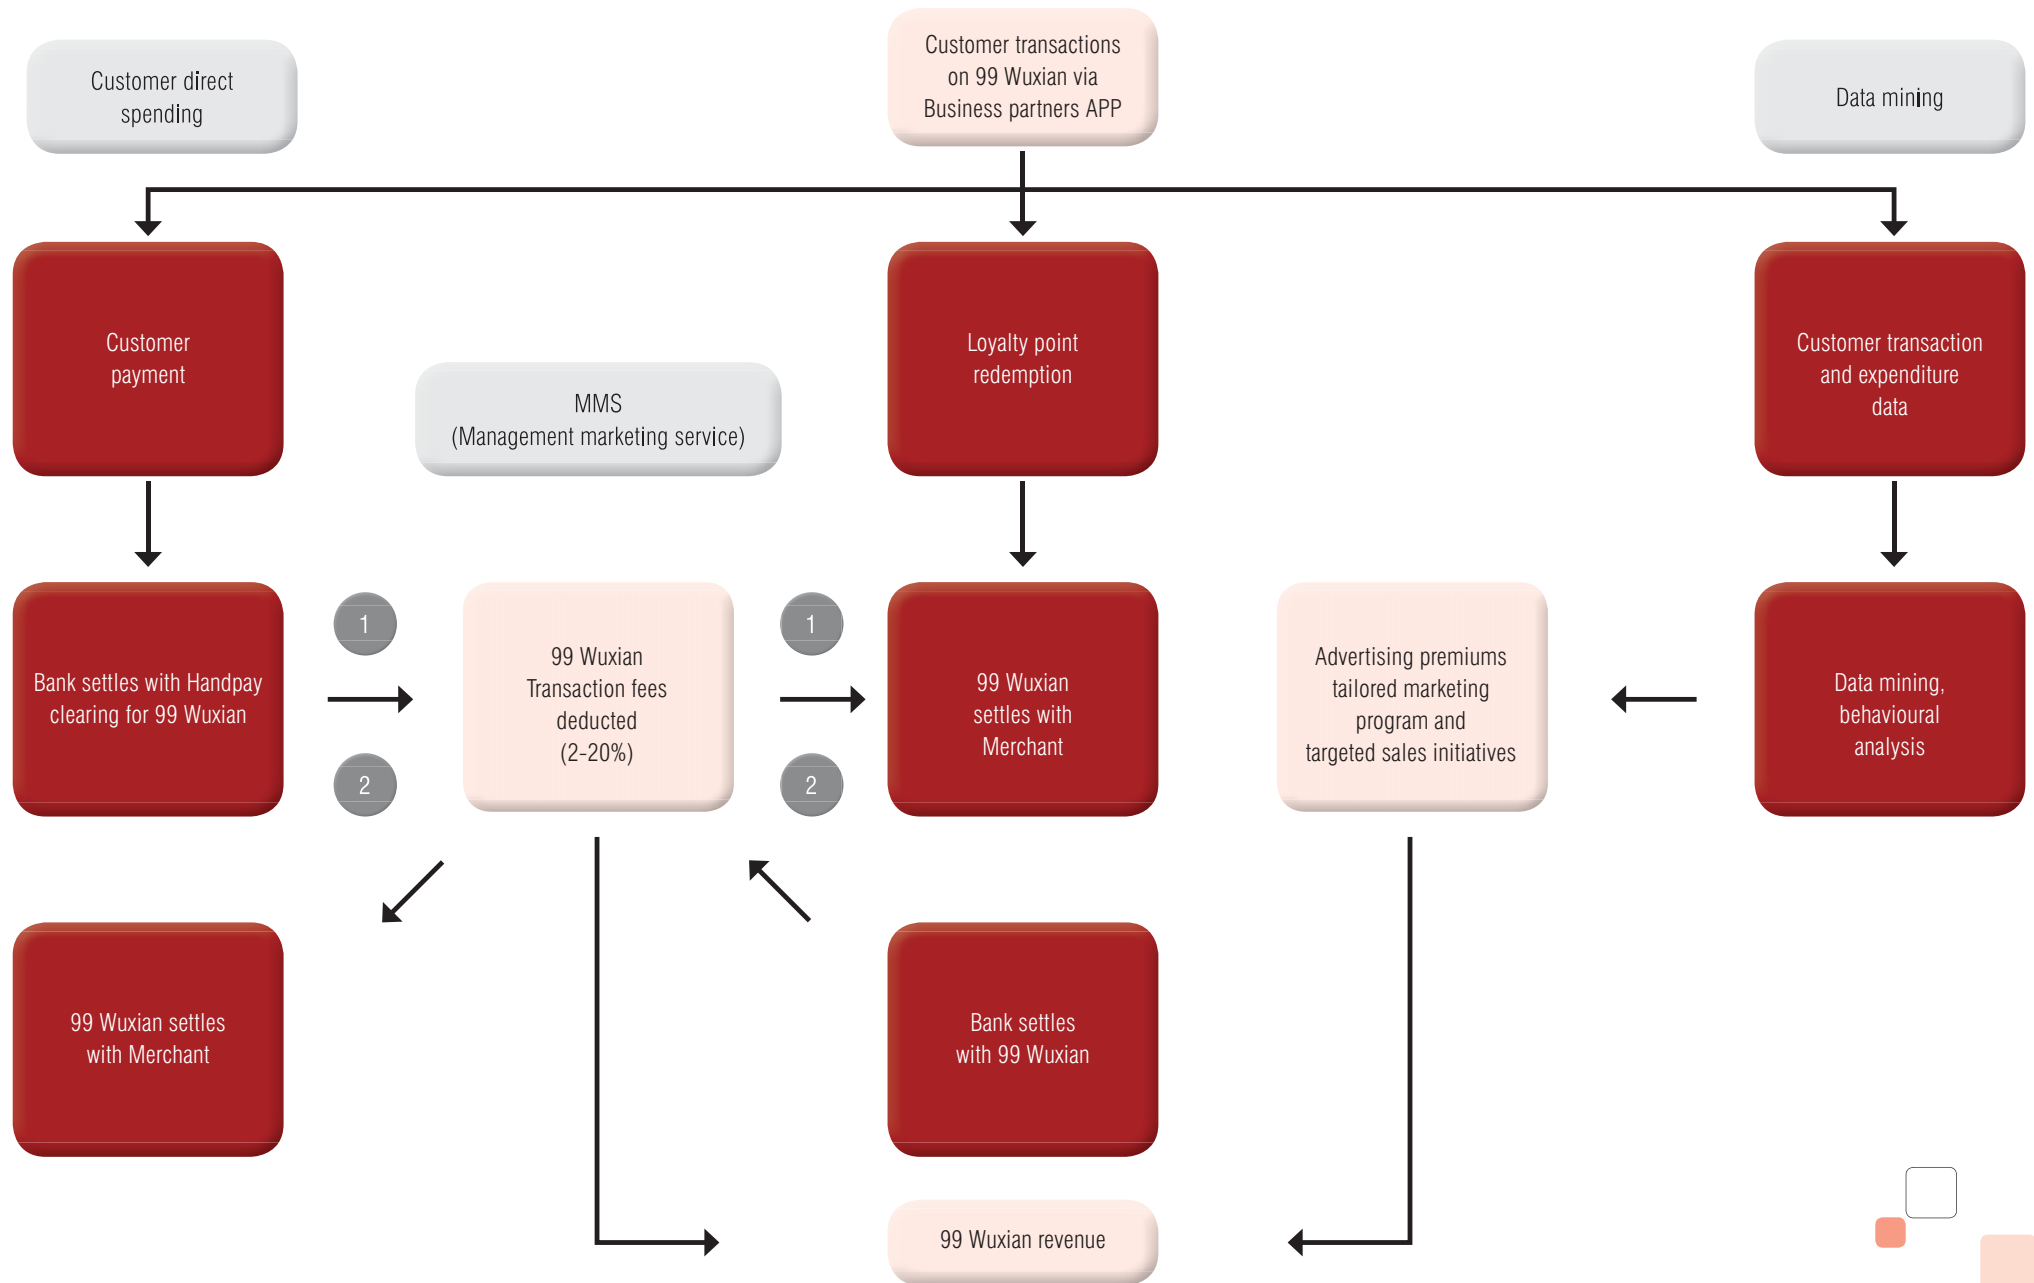 Customer direct
spending
Customer transactions
on 99 Wuxian via
Business partners APP
Data mining
Customer
payment
MMS
(Management marketing service)
Loyalty point
redemption
Customer transaction
and expenditure
data
Bank settles with Handpay
clearing for 99 Wuxian
1
2
99 Wuxian
Transaction fees
deducted
(2-20%)
1
2
99 Wuxian
settles with
Merchant
Advertising premiums
tailored marketing
program and
targeted sales initiatives
Data mining,
behavioural
analysis
99 Wuxian settles
with Merchant
Bank settles
with 99 Wuxian
99 Wuxian revenue